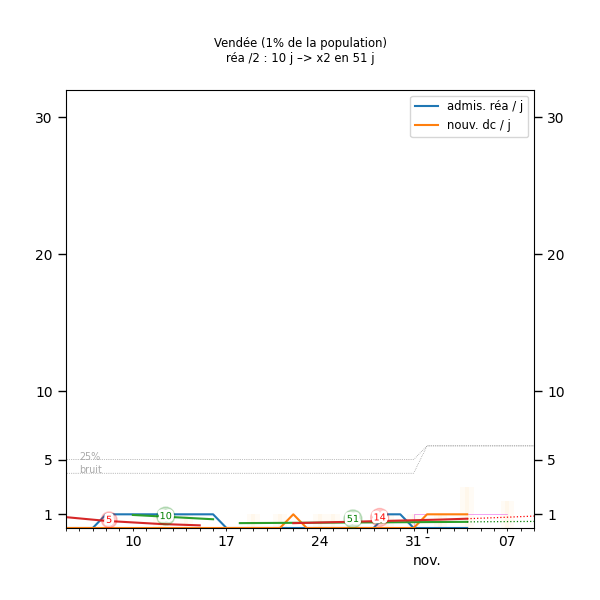 Vendée (1% de la population)
réa /2 : 10 j –> x2 en 51 j
admis. réa / j
nouv. dc / j
30 30
20 20
10 10
5 5
25%
bruit
1 1
5 10 51 14
10 17 24 31 - 07
nov.